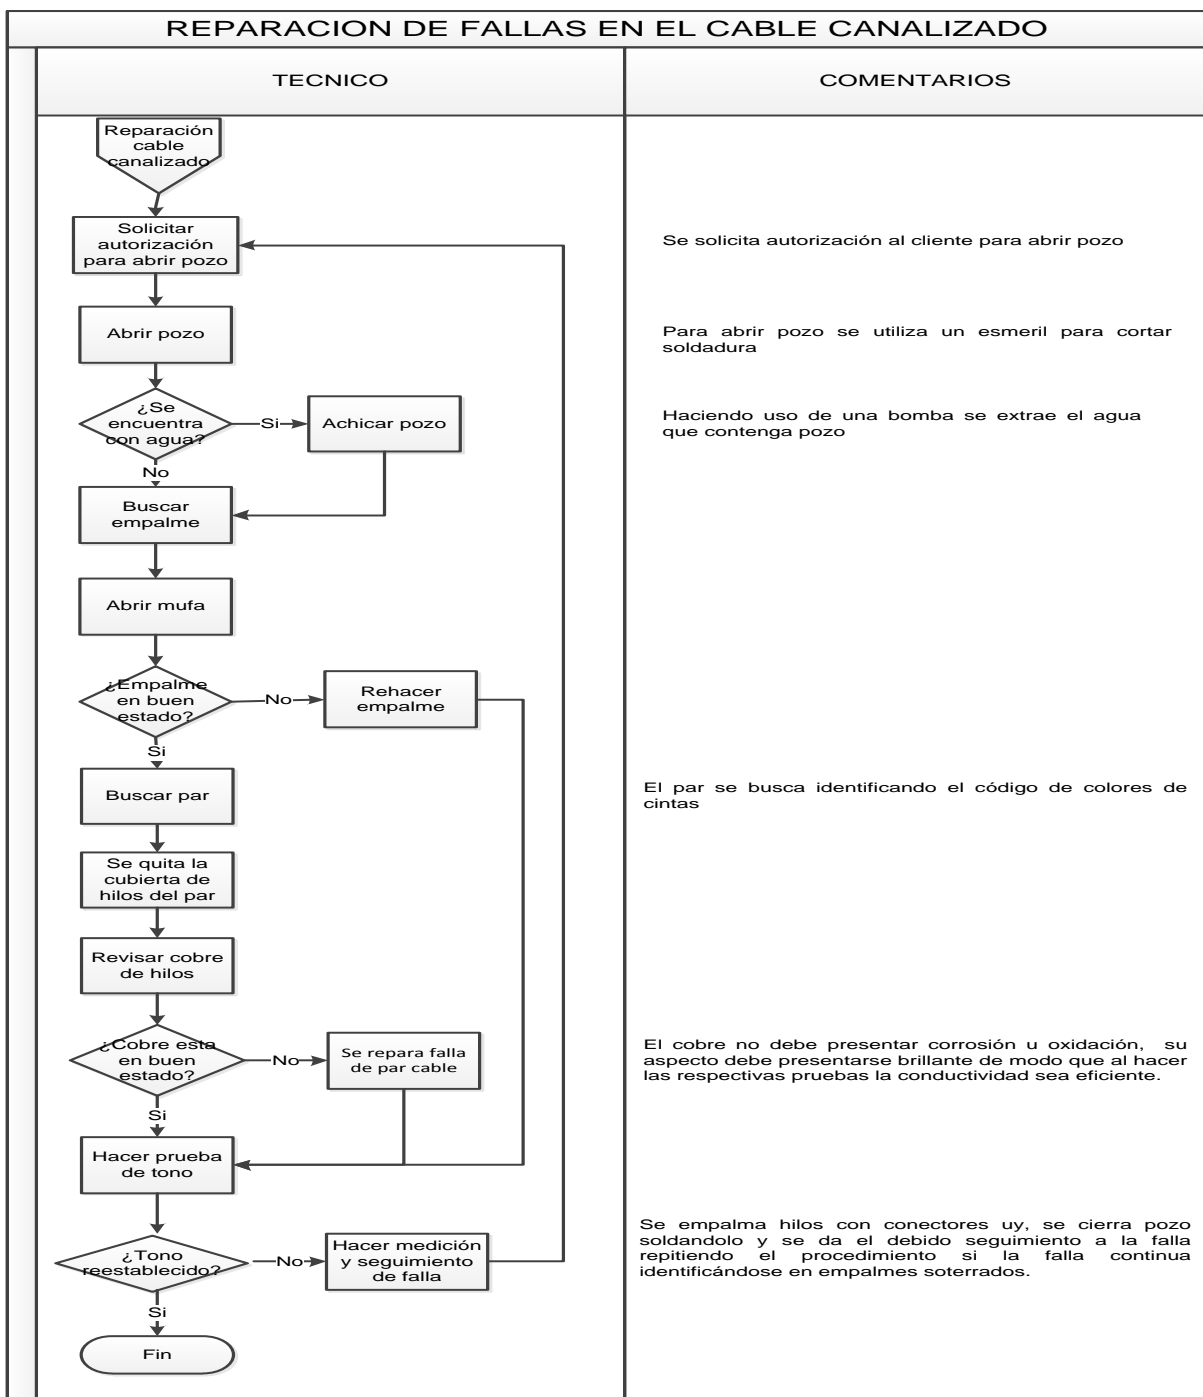 REPARACION DE FALLAS EN EL CABLE CANALIZADO
TECNICO
COMENTARIOS
Reparación
cable
canalizado
Solicitar
autorización
para abrir pozo
Se solicita autorización al cliente para abrir pozo
Abrir pozo
Para abrir pozo se utiliza un esmeril para cortar
soldadura
¿Se
encuentra
con agua?
Si
Achicar pozo
Haciendo uso de una bomba se extrae el agua
que contenga pozo
No
Buscar
empalme
Abrir mufa
¿Empalme
en buen
estado?
No
Rehacer
empalme
Si
Buscar par
El par se busca identificando el código de colores de
cintas
Se quita la
cubierta de
hilos del par
Revisar cobre
de hilos
¿Cobre esta
en buen
estado?
No
Se repara falla
de par cable
El cobre no debe presentar corrosión u oxidación, su
aspecto debe presentarse brillante de modo que al hacer
las respectivas pruebas la conductividad sea eficiente.
Si
Hacer prueba
de tono
¿Tono
reestablecido?
No
Hacer medición
y seguimiento
de falla
Se empalma hilos con conectores uy, se cierra pozo
soldandolo y se da el debido seguimiento a la falla
repitiendo el procedimiento si la falla continua
identificándose en empalmes soterrados.
Si
Fin